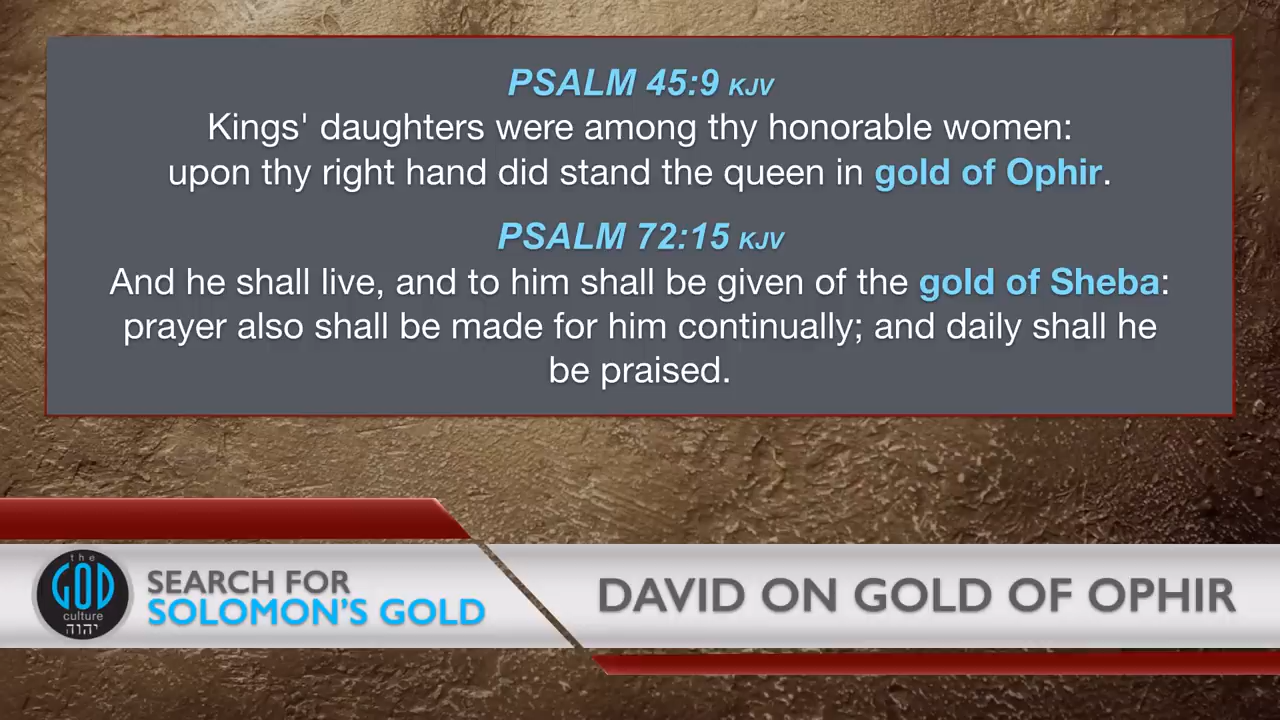 PSALM 45:9 KJV
Kings' daughters were among thy honorable women:
upon thy right hand did stand the queen in gold of Ophir.
PSALM 72:15 KJV
And he shall live, and to him shall be given of the gold of Sheba:
prayer also shall be made for him continually; and daily shall he
be praised.
the
GOD
culture
יהוה
SEARCH FOR
SOLOMON'S GOLD
DAVID ON GOLD OF OPHIR